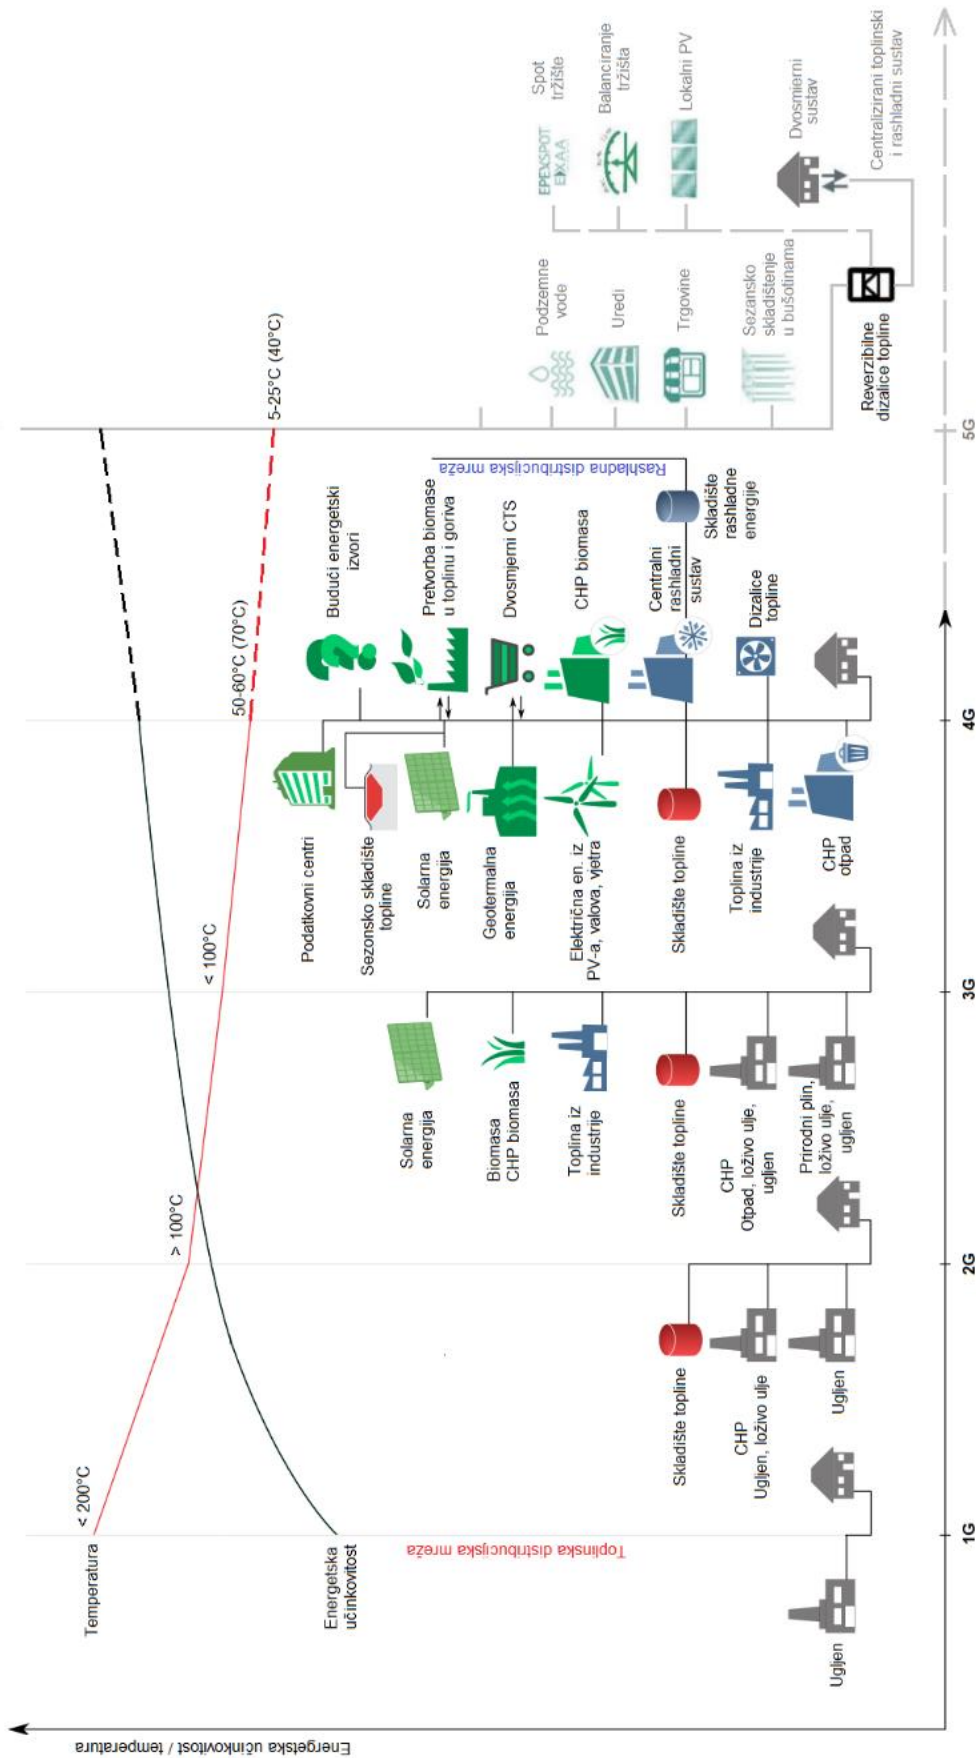 Energetska učinkovitost / temperatura
Temperatura
< 200°C
> 100°C
< 100°C
50-60°C (70°C)
5-25°C (40°C)
Energetska
učinkovitost
Toplinska distribucijska mreža
Ugljen
Skladište topline
CHP
Ugljen, loživo ulje
Ugljen
Solarna
energija
Biomasa
CHP biomasa
Toplina iz
industrije
Skladište topline
CHP
Otpad, loživo ulje,
ugljen
Prirodni plin,
loživo ulje,
ugljen
Podatkovni centri
Sezonsko skladište
topline
Solarna
energija
Geotermalna
energija
Električna en. iz
PV-a, valova, vjetra
Skladište topline
Toplina iz
industrije
CHP
otpad
Budući energetski
izvori
Pretvorba biomase
u toplinu i goriva
Dvosmjerni CTS
CHP biomasa
Centralni
rashladni
sustav
Dizalice
topline
Rashladna distribucijska mreža
Skladište
rashladne
energije
Podzemne
vode
Uredi
Trgovine
Sezansko
skladištenje
u bušotinama
Reverzibilne
dizalice topline
Spot
tržište
EPEXSPOT
EXAA
Balanciranje
tržišta
Lokalni PV
Dvosmierni
sustav
Centralizirani toplinski
i rashladni sustav
1G
2G
3G
4G
5G